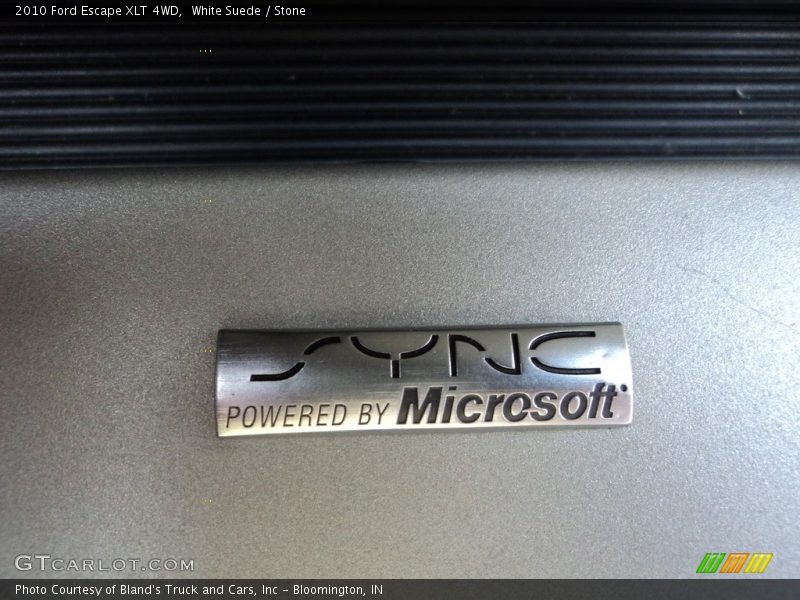 2010 Ford Escape XLT 4WD, White Suede / Stone
SYNC
POWERED BY Microsoft®
GTCARLOT.COM
Photo Courtesy of Bland's Truck and Cars, Inc - Bloomington, IN